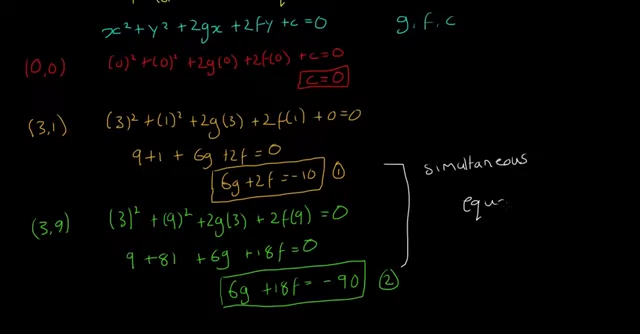 x² + y² + 2gx + 2fy + c = 0
g, f, c
(0,0) (0)² + (0)² + 2g(0) + 2f(0) + c = 0
c = 0
(3,1) (3)² + (1)² + 2g(3) + 2f(1) + 0 = 0
9 + 1 + 6g + 2f = 0
6g + 2f = -10 ①
simultaneous
equ
(3,9) (3)² + (9)² + 2g(3) + 2f(9) = 0
9 + 81 + 6g + 18f = 0
6g + 18f = -90 ②